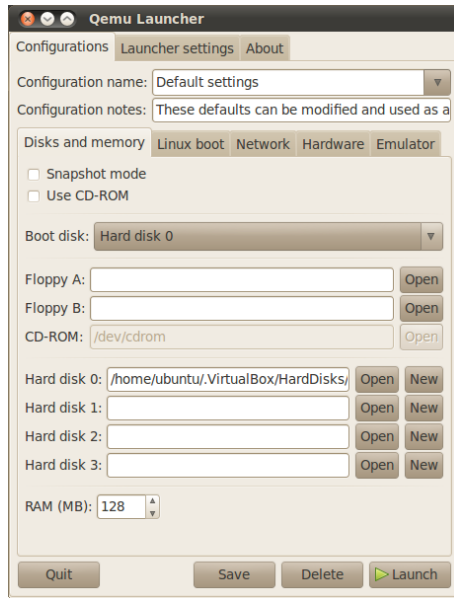 Qemu Launcher
Configurations Launcher settings About
Configuration name: Default settings
Configuration notes: These defaults can be modified and used as a
Disks and memory Linux boot Network Hardware Emulator
Snapshot mode
Use CD-ROM
Boot disk: Hard disk 0
Floppy A: Open
Floppy B: Open
CD-ROM: /dev/cdrom Open
Hard disk 0: /home/ubuntu/.VirtualBox/HardDisks/ Open New
Hard disk 1: Open New
Hard disk 2: Open New
Hard disk 3: Open New
RAM (MB): 128
Quit Save Delete Launch